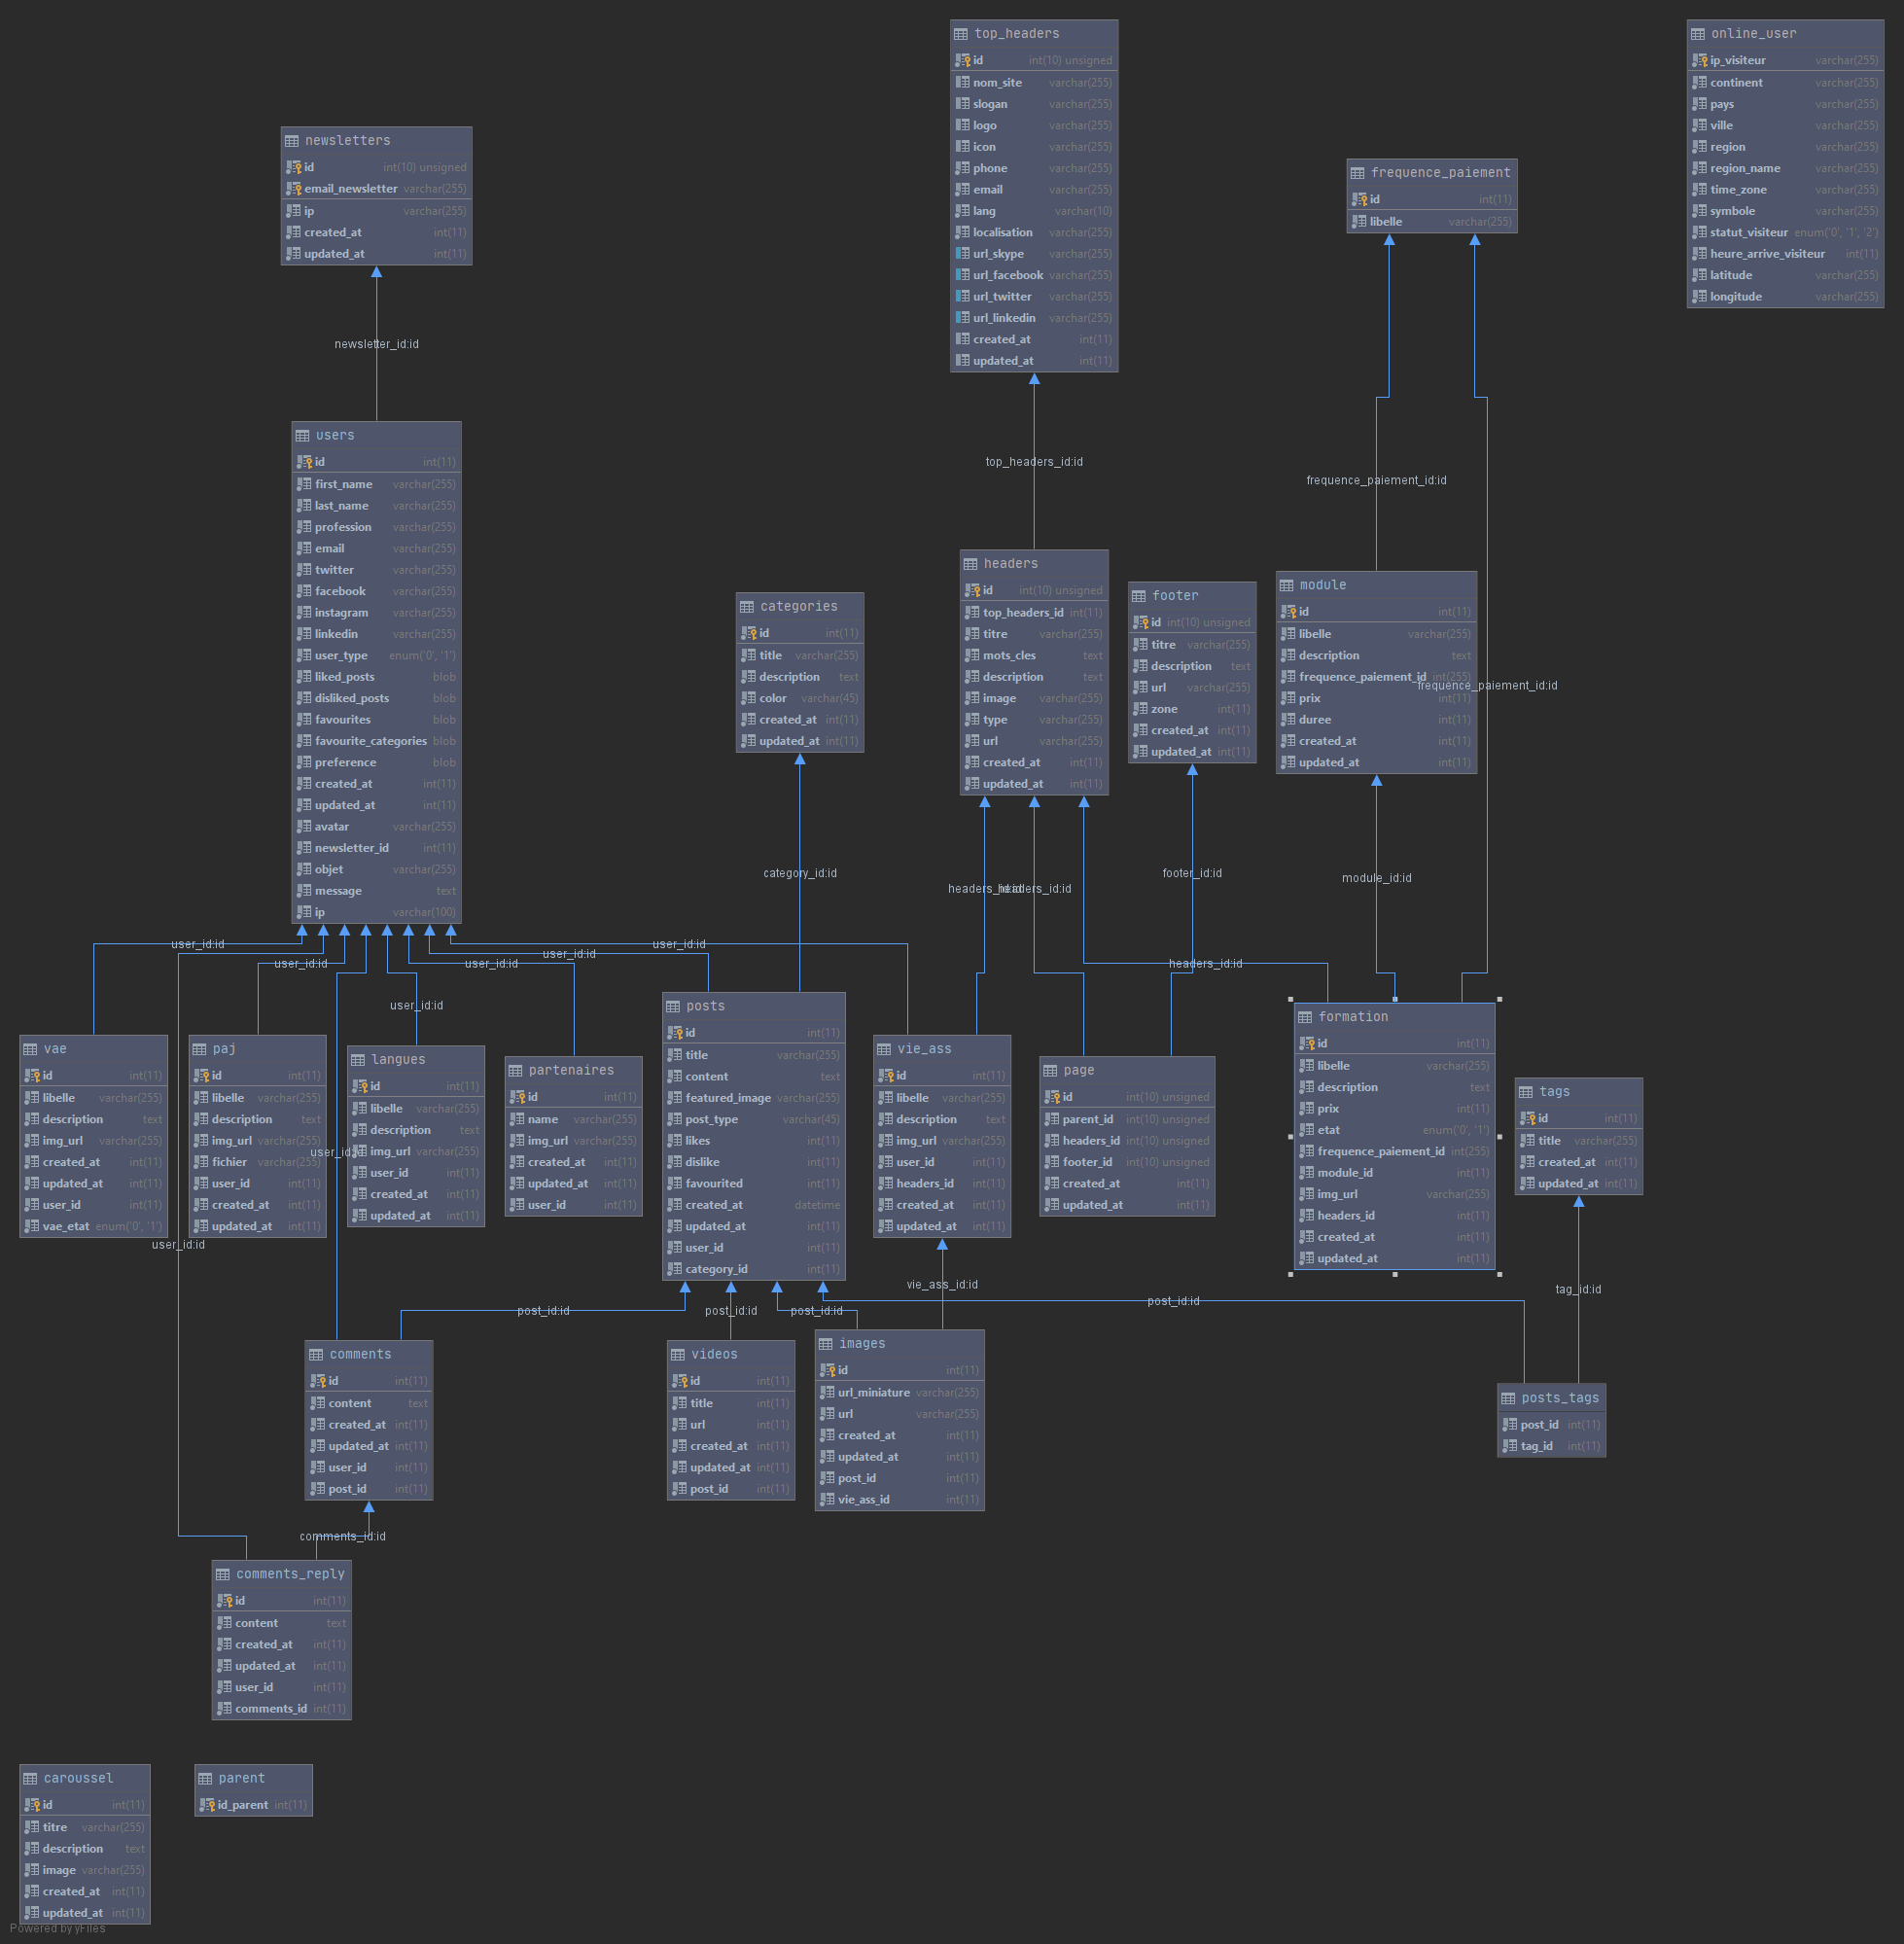 top_headers
id int(10) unsigned
nom_site varchar(255)
slogan varchar(255)
logo varchar(255)
icon varchar(255)
phone varchar(255)
email varchar(255)
lang varchar(10)
localisation varchar(255)
url_skype varchar(255)
url_facebook varchar(255)
url_twitter varchar(255)
url_linkedin varchar(255)
created_at int(11)
updated_at int(11)
online_user
ip_visiteur varchar(255)
continent varchar(255)
pays varchar(255)
ville varchar(255)
region varchar(255)
region_name varchar(255)
time_zone varchar(255)
symbole varchar(255)
statut_visiteur enum('0', '1', '2')
heure_arrive_visiteur int(11)
latitude varchar(255)
longitude varchar(255)
newsletters
id int(10) unsigned
email_newsletter varchar(255)
ip varchar(255)
created_at int(11)
updated_at int(11)
frequence_paiement
id int(11)
libelle varchar(255)
newsletter_id:id
top_headers_id:id
frequence_paiement_id:id
users
id int(11)
first_name varchar(255)
last_name varchar(255)
profession varchar(255)
email varchar(255)
twitter varchar(255)
facebook varchar(255)
instagram varchar(255)
linkedin varchar(255)
user_type enum('0', '1')
liked_posts blob
disliked_posts blob
favourites blob
favourite_categories blob
preference blob
created_at int(11)
updated_at int(11)
avatar varchar(255)
newsletter_id int(11)
objet varchar(255)
message text
ip varchar(100)
categories
id int(11)
title varchar(255)
description text
color varchar(45)
created_at int(11)
updated_at int(11)
headers
id int(10) unsigned
top_headers_id int(11)
titre varchar(255)
mots_cles text
description text
image varchar(255)
type varchar(255)
url varchar(255)
created_at int(11)
updated_at int(11)
footer
id int(10) unsigned
titre varchar(255)
description text
url varchar(255)
zone int(11)
created_at int(11)
updated_at int(11)
module
id int(11)
libelle varchar(255)
description text
frequence_paiement_id int(255)
prix int(11)
duree int(11)
created_at int(11)
updated_at int(11)
frequence_paiement_id:id
category_id:id
headers_id:id
headers_id:id
footer_id:id
module_id:id
user_id:id
user_id:id
user_id:id
user_id:id
user_id:id
headers_id:id
user_id:id
vae
id int(11)
libelle varchar(255)
description text
img_url varchar(255)
created_at int(11)
updated_at int(11)
user_id int(11)
vae_etat enum('0', '1')
paj
id int(11)
libelle varchar(255)
description text
img_url varchar(255)
fichier varchar(255)
user_id int(11)
created_at int(11)
updated_at int(11)
langues
id int(11)
libelle varchar(255)
description text
img_url varchar(255)
user_id int(11)
created_at int(11)
updated_at int(11)
partenaires
id int(11)
name varchar(255)
img_url varchar(255)
created_at int(11)
updated_at int(11)
user_id int(11)
posts
id int(11)
title varchar(255)
content text
featured_image varchar(255)
post_type varchar(45)
likes int(11)
dislike int(11)
favourited int(11)
created_at datetime
updated_at int(11)
user_id int(11)
category_id int(11)
vie_ass
id int(11)
libelle varchar(255)
description text
img_url varchar(255)
user_id int(11)
headers_id int(11)
created_at int(11)
updated_at int(11)
page
id int(10) unsigned
parent_id int(10) unsigned
headers_id int(10) unsigned
footer_id int(10) unsigned
created_at int(11)
updated_at int(11)
formation
id int(11)
libelle varchar(255)
description text
prix int(11)
etat enum('0', '1')
frequence_paiement_id int(255)
module_id int(11)
img_url varchar(255)
headers_id int(11)
created_at int(11)
updated_at int(11)
tags
id int(11)
title varchar(255)
created_at int(11)
updated_at int(11)
user_id:id
user_id:id
vie_ass_id:id
tag_id:id
post_id:id
post_id:id
post_id:id
post_id:id
comments
id int(11)
content text
created_at int(11)
updated_at int(11)
user_id int(11)
post_id int(11)
videos
id int(11)
title int(11)
url int(11)
created_at int(11)
updated_at int(11)
post_id int(11)
images
id int(11)
url_miniature varchar(255)
url varchar(255)
created_at int(11)
updated_at int(11)
post_id int(11)
vie_ass_id int(11)
posts_tags
post_id int(11)
tag_id int(11)
comments_id:id
comments_reply
id int(11)
content text
created_at int(11)
updated_at int(11)
user_id int(11)
comments_id int(11)
caroussel
id int(11)
titre varchar(255)
description text
image varchar(255)
created_at int(11)
updated_at int(11)
parent
id_parent int(11)
Powered by yFiles